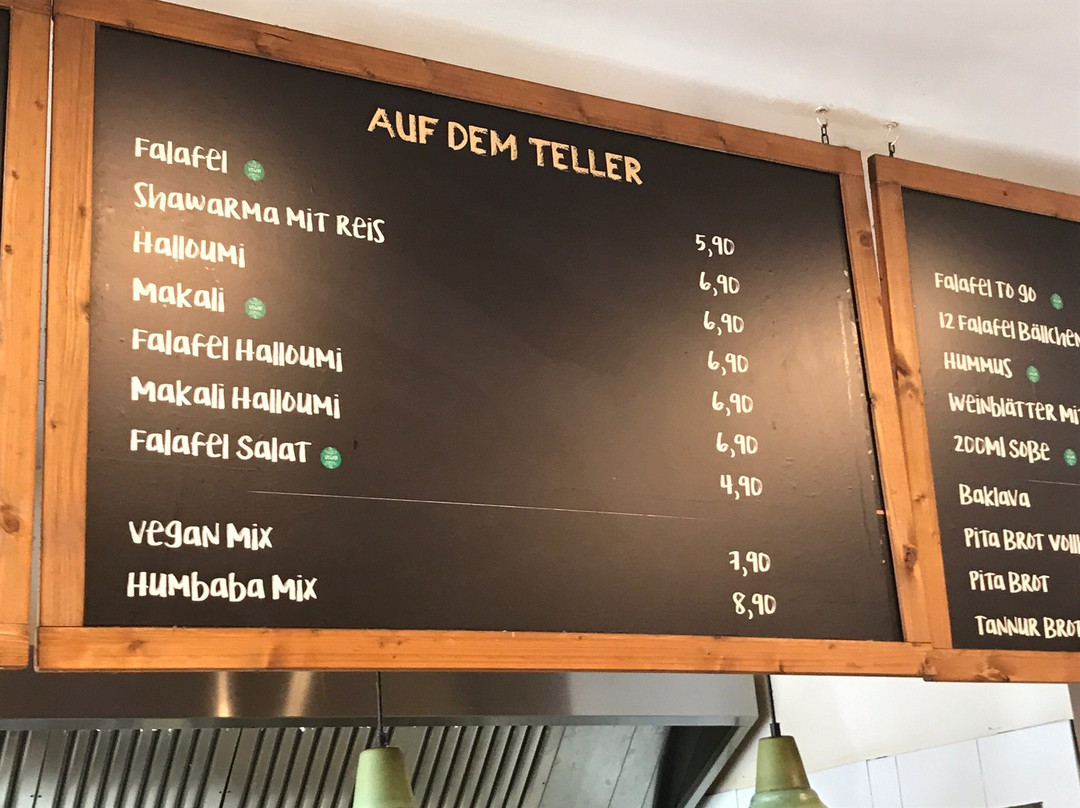 AUF DEM TELLER
Falafel 5,90
Shawarma mit Reis 6,90
Halloumi 6,90
Makali 6,90
Falafel Halloumi 6,90
Makali Halloumi 6,90
Falafel Salat 4,90
Vegan Mix 7,90
Humbaba Mix 8,90
Falafel To go
12 Falafel Bällchen
Hummus
Weinblätter
200ml Soße
Baklava
Pita Brot
Pita Brot
Tannur Brot